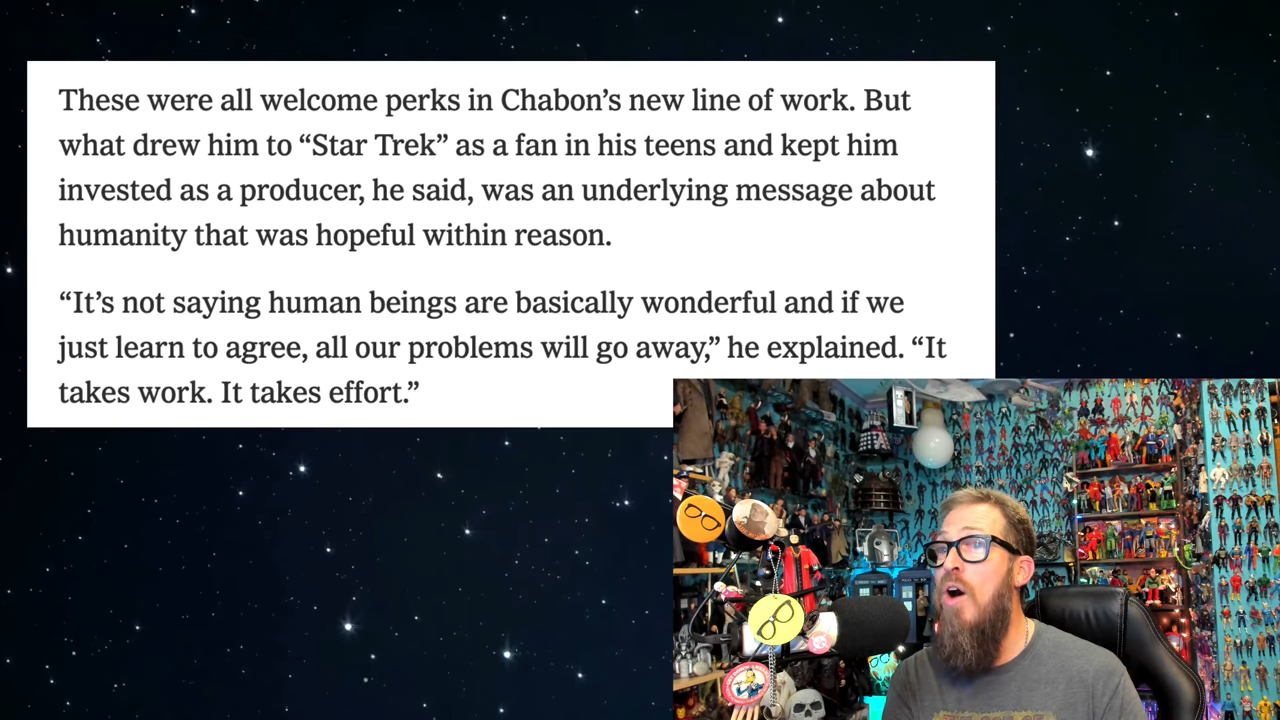 These were all welcome perks in Chabon’s new line of work. But
what drew him to “Star Trek” as a fan in his teens and kept him
invested as a producer, he said, was an underlying message about
humanity that was hopeful within reason.
“It’s not saying human beings are basically wonderful and if we
just learn to agree, all our problems will go away,” he explained. “It
takes work. It takes effort.”